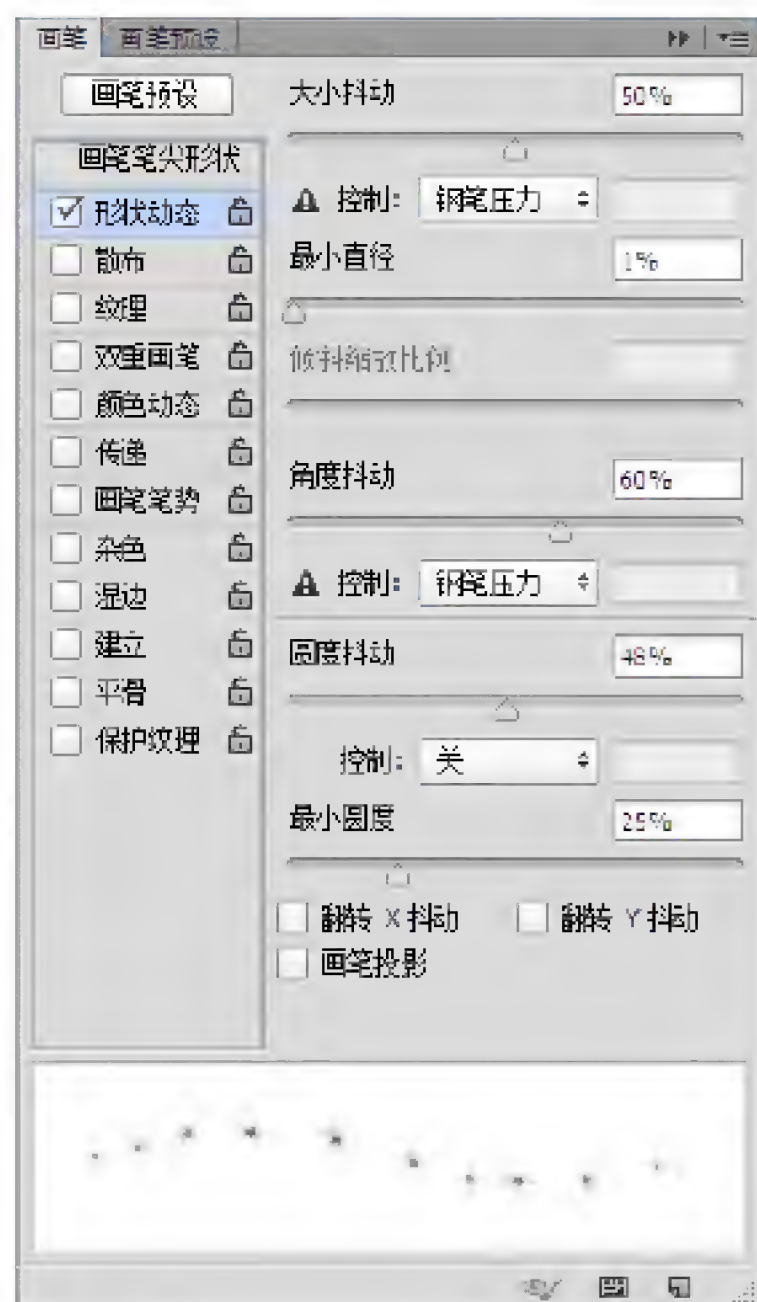 画笔 画笔预设
画笔预设
画笔笔尖形状
形状动态
散布
纹理
双重画笔
颜色动态
传递
画笔笔势
杂色
湿边
建立
平滑
保护纹理
大小抖动 50%
控制: 钢笔压力
最小直径 1%
倾斜缩放比例
角度抖动 60%
控制: 钢笔压力
圆度抖动 48%
控制: 关
最小圆度 25%
翻转 X 抖动 翻转 Y 抖动
画笔投影